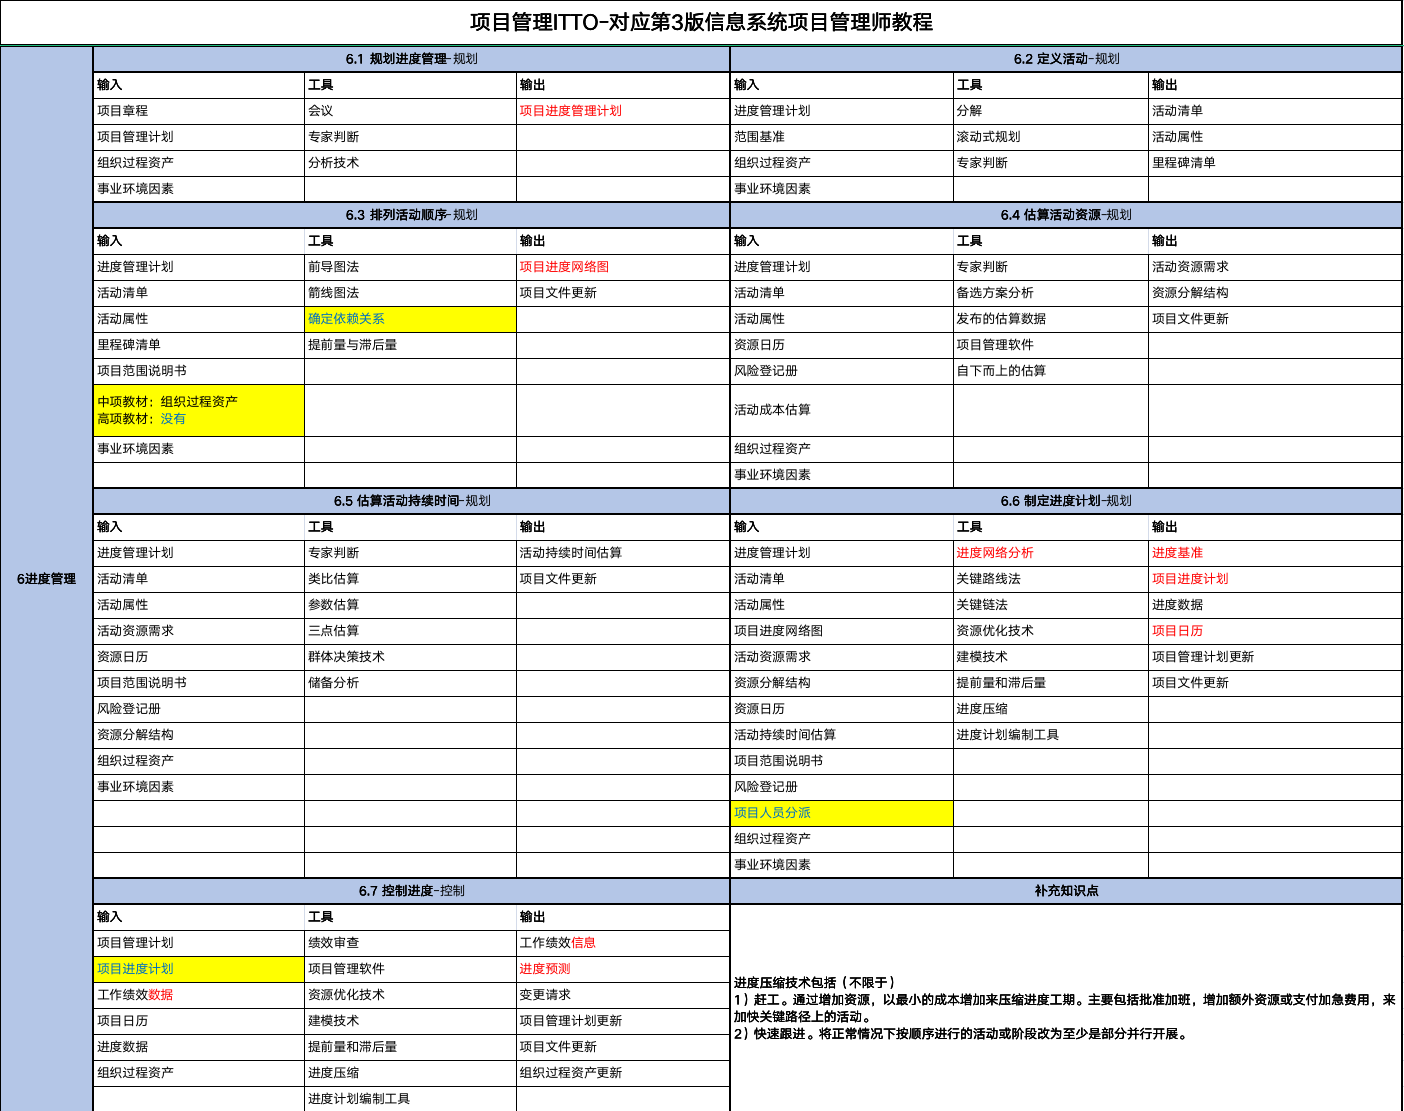 项目管理ITTO-对应第3版信息系统项目管理师教程
6进度管理
6.1 规划进度管理-规划
输入 工具 输出
项目章程 会议 项目进度管理计划
项目管理计划 专家判断
组织过程资产 分析技术
事业环境因素
6.2 定义活动-规划
输入 工具 输出
进度管理计划 分解 活动清单
范围基准 滚动式规划 活动属性
组织过程资产 专家判断 里程碑清单
事业环境因素
6.3 排列活动顺序-规划
输入 工具 输出
进度管理计划 前导图法 项目进度网络图
活动清单 箭线图法 项目文件更新
活动属性 确定依赖关系
里程碑清单 提前量与滞后量
项目范围说明书
中项教材：组织过程资产
高项教材：没有
事业环境因素
6.4 估算活动资源-规划
输入 工具 输出
进度管理计划 专家判断 活动资源需求
活动清单 备选方案分析 资源分解结构
活动属性 发布的估算数据 项目文件更新
资源日历 项目管理软件
风险登记册 自下而上的估算
活动成本估算
组织过程资产
事业环境因素
6.5 估算活动持续时间-规划
输入 工具 输出
进度管理计划 专家判断 活动持续时间估算
活动清单 类比估算 项目文件更新
活动属性 参数估算
活动资源需求 三点估算
资源日历 群体决策技术
项目范围说明书 储备分析
风险登记册
资源分解结构
组织过程资产
事业环境因素
6.6 制定进度计划-规划
输入 工具 输出
进度管理计划 进度网络分析 进度基准
活动清单 关键路线法 项目进度计划
活动属性 关键链法 进度数据
项目进度网络图 资源优化技术 项目日历
活动资源需求 建模技术 项目管理计划更新
资源分解结构 提前量和滞后量 项目文件更新
资源日历 进度压缩
活动持续时间估算 进度计划编制工具
项目范围说明书
风险登记册
项目人员分派
组织过程资产
事业环境因素
6.7 控制进度-控制
输入 工具 输出
项目管理计划 绩效审查 工作绩效信息
项目进度计划 项目管理软件 进度预测
工作绩效数据 资源优化技术 变更请求
项目日历 建模技术 项目管理计划更新
进度数据 提前量和滞后量 项目文件更新
组织过程资产 进度压缩 组织过程资产更新
进度计划编制工具
补充知识点
进度压缩技术包括（不限于）
1）赶工。通过增加资源，以最小的成本增加来压缩进度工期。主要包括批准加班，增加额外资源或支付加急费用，来
加快关键路径上的活动。
2）快速跟进。将正常情况下按顺序进行的活动或阶段改为至少是部分并行开展。